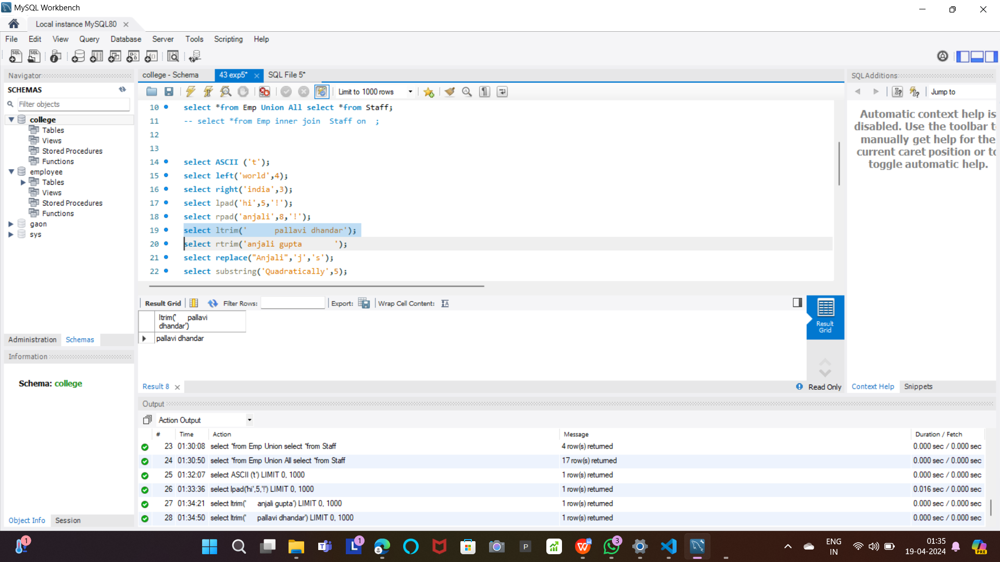 MySQL Workbench
Local instance MySQL80
File Edit View Query Database Server Tools Scripting Help
Navigator
SCHEMAS
Filter objects
college
Tables
Views
Stored Procedures
Functions
employee
Tables
Views
Stored Procedures
Functions
gaon
sys
Administration Schemas
Information
Schema: college
Object Info Session
college - Schema 43 exp5* SQL File 5*
Limit to 1000 rows
10 select *from Emp Union All select *from Staff;
11 -- select *from Emp inner join  Staff on  ;
12
13
14 select ASCII ('t');
15 select left('world',4);
16 select right('india',3);
17 select lpad('hi',5,'!');
18 select rpad('anjali',8,'!');
19 select ltrim('      pallavi dhandar');
20 select rtrim('anjali gupta       ');
21 select replace("Anjali",'j','s');
22 select substring('Quadratically',5);
Result Grid Filter Rows: Export: Wrap Cell Content:
ltrim('      pallavi
dhandar')
pallavi dhandar
Result
Grid
Result 8 Read Only
SQLAdditions
Jump to
Automatic context help is
disabled. Use the toolbar t
manually get help for the
current caret position or to
toggle automatic help.
Context Help Snippets
Output
Action Output
# Time Action Message Duration / Fetch
23 01:30:08 select *from Emp Union select *from Staff 4 row(s) returned 0.000 sec / 0.000 sec
24 01:30:50 select *from Emp Union All select *from Staff 17 row(s) returned 0.000 sec / 0.000 sec
25 01:32:07 select ASCII ('t') LIMIT 0, 1000 1 row(s) returned 0.000 sec / 0.000 sec
26 01:33:36 select lpad('hi',5,'!') LIMIT 0, 1000 1 row(s) returned 0.016 sec / 0.000 sec
27 01:34:21 select ltrim('      anjali gupta') LIMIT 0, 1000 1 row(s) returned 0.000 sec / 0.000 sec
28 01:34:50 select ltrim('      pallavi dhandar') LIMIT 0, 1000 1 row(s) returned 0.000 sec / 0.000 sec
1
1
3
ENG
IN
01:35
19-04-2024
PRE